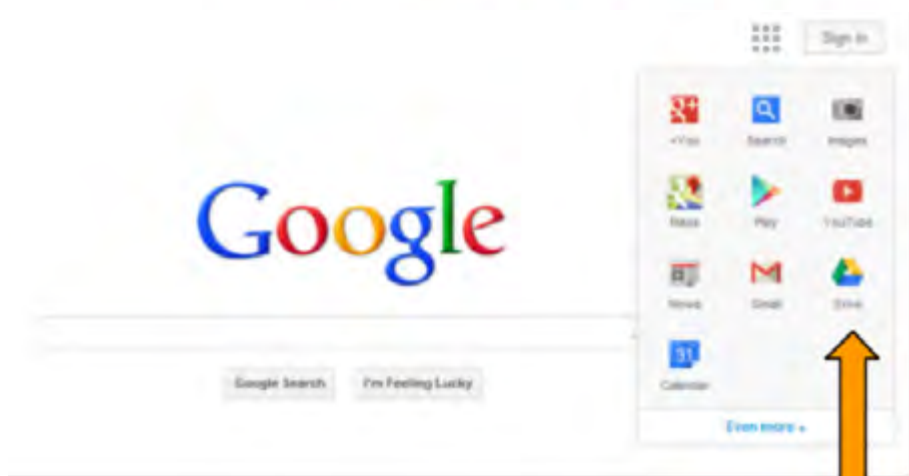 Sign in
+You Search Images
Maps Play YouTube
News Gmail Drive
31
Calendar
Google
Google Search I'm Feeling Lucky
Even more »